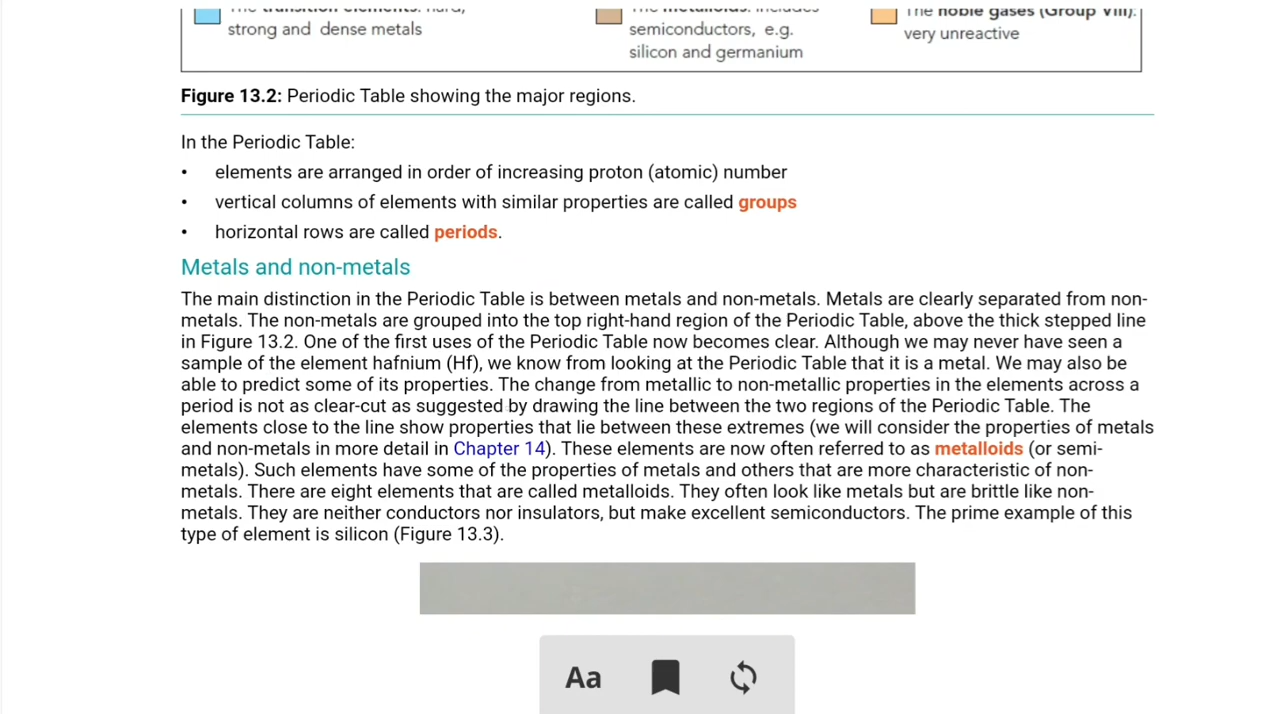 The transition elements: hard,
strong and dense metals
The metalloids: includes
semiconductors, e.g.
silicon and germanium
The noble gases (Group VIII):
very unreactive
Figure 13.2: Periodic Table showing the major regions.
In the Periodic Table:
• elements are arranged in order of increasing proton (atomic) number
• vertical columns of elements with similar properties are called groups
• horizontal rows are called periods.
Metals and non-metals
The main distinction in the Periodic Table is between metals and non-metals. Metals are clearly separated from non-
metals. The non-metals are grouped into the top right-hand region of the Periodic Table, above the thick stepped line
in Figure 13.2. One of the first uses of the Periodic Table now becomes clear. Although we may never have seen a
sample of the element hafnium (Hf), we know from looking at the Periodic Table that it is a metal. We may also be
able to predict some of its properties. The change from metallic to non-metallic properties in the elements across a
period is not as clear-cut as suggested by drawing the line between the two regions of the Periodic Table. The
elements close to the line show properties that lie between these extremes (we will consider the properties of metals
and non-metals in more detail in Chapter 14). These elements are now often referred to as metalloids (or semi-
metals). Such elements have some of the properties of metals and others that are more characteristic of non-
metals. There are eight elements that are called metalloids. They often look like metals but are brittle like non-
metals. They are neither conductors nor insulators, but make excellent semiconductors. The prime example of this
type of element is silicon (Figure 13.3).
Aa